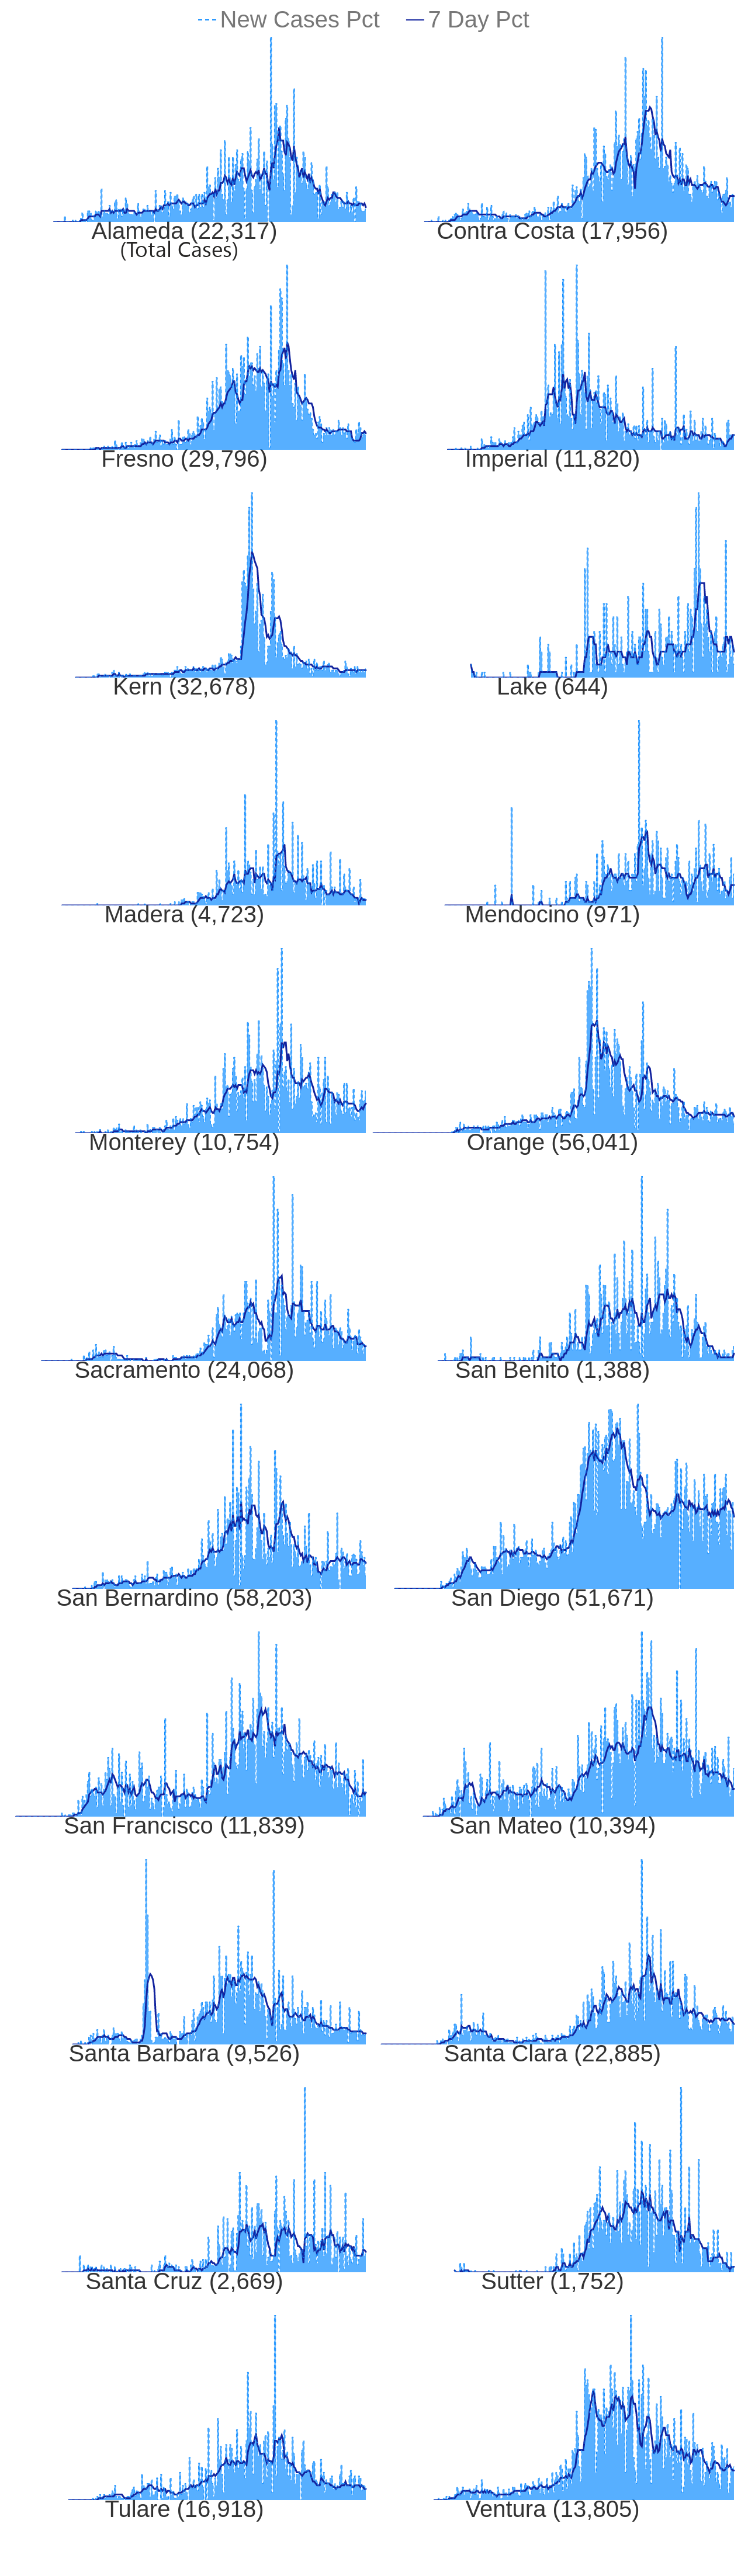 New Cases Pct 7 Day Pct
Alameda (22,317) Contra Costa (17,956)
(Total Cases)
Fresno (29,796) Imperial (11,820)
Kern (32,678) Lake (644)
Madera (4,723) Mendocino (971)
Monterey (10,754) Orange (56,041)
Sacramento (24,068) San Benito (1,388)
San Bernardino (58,203) San Diego (51,671)
San Francisco (11,839) San Mateo (10,394)
Santa Barbara (9,526) Santa Clara (22,885)
Santa Cruz (2,669) Sutter (1,752)
Tulare (16,918) Ventura (13,805)